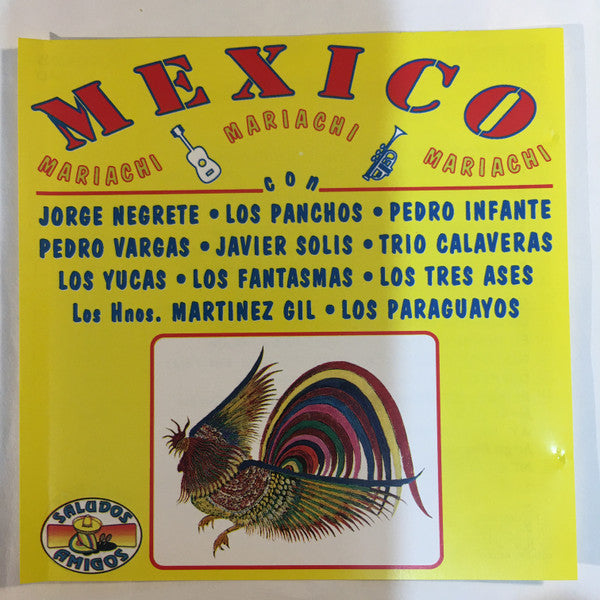 MEXICO
MARIACHI MARIACHI MARIACHI
con
JORGE NEGRETE • LOS PANCHOS • PEDRO INFANTE
PEDRO VARGAS • JAVIER SOLIS • TRIO CALAVERAS
LOS YUCAS • LOS FANTASMAS • LOS TRES ASES
Los Hnos. MARTINEZ GIL • LOS PARAGUAYOS
SALUDOS
AMIGOS